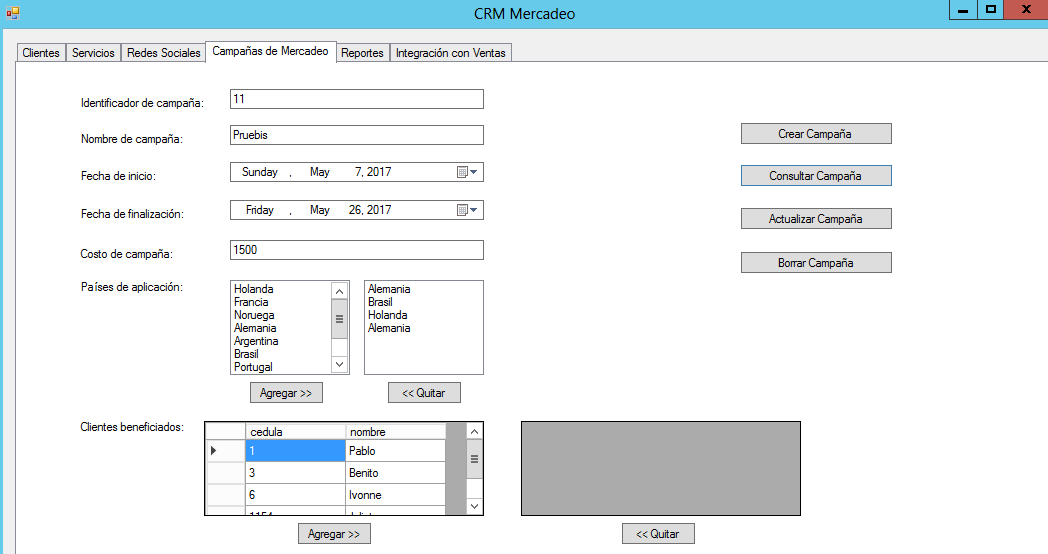 CRM Mercadeo
Clientes Servicios Redes Sociales Campañas de Mercadeo Reportes Integración con Ventas
Identificador de campaña: 11
Nombre de campaña: Pruebis
Crear Campaña
Fecha de inicio: Sunday , May 7, 2017
Consultar Campaña
Fecha de finalización: Friday , May 26, 2017
Actualizar Campaña
Costo de campaña: 1500
Borrar Campaña
Países de aplicación:
Holanda
Francia
Noruega
Alemania
Argentina
Brasil
Portugal
Alemania
Brasil
Holanda
Alemania
Agregar >> << Quitar
Clientes beneficiados:
cedula nombre
1 Pablo
3 Benito
6 Ivonne
Agregar >> << Quitar